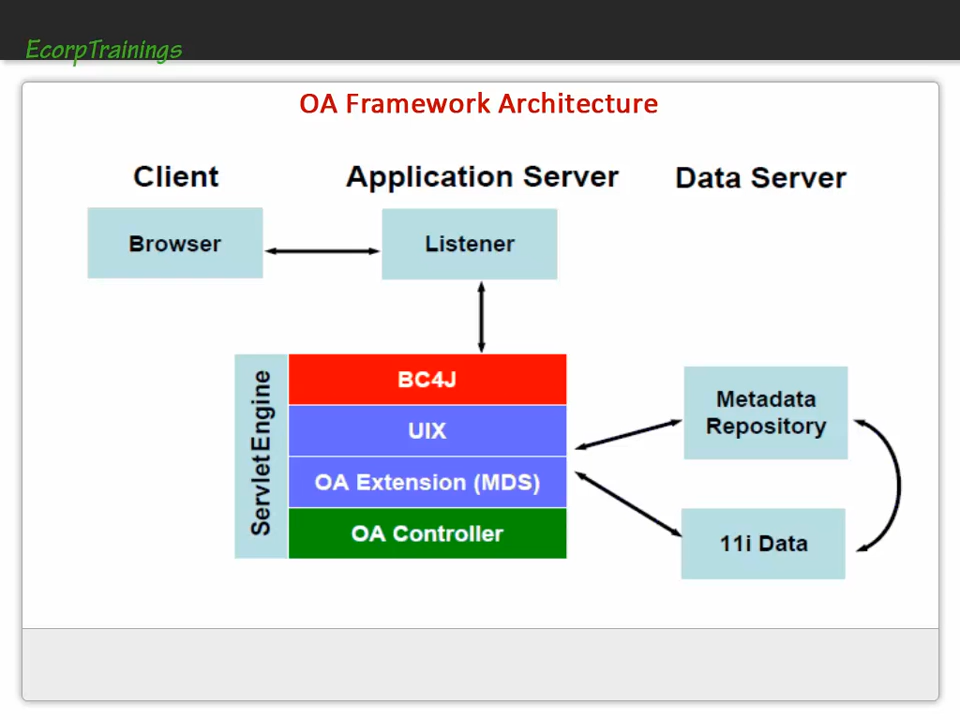 EcorpTrainings
OA Framework Architecture
Client
Application Server
Data Server
Browser
Listener
Servlet Engine
BC4J
UIX
OA Extension (MDS)
OA Controller
Metadata
Repository
11i Data